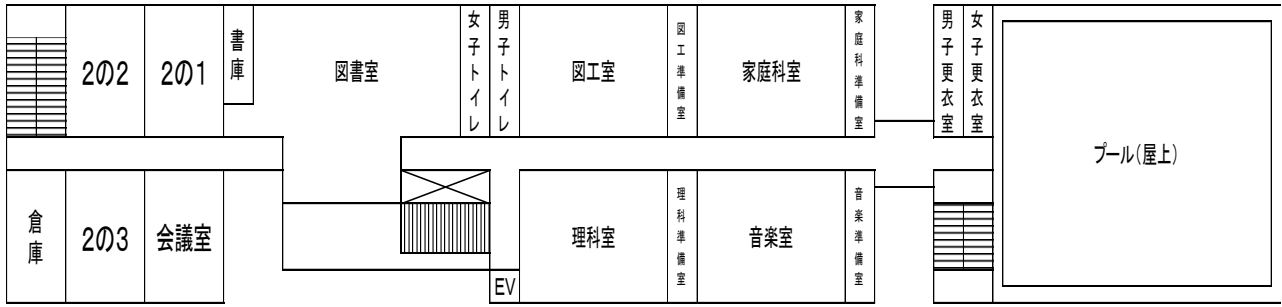 2の2
2の1
書庫
図書室
女子トイレ
男子トイレ
図工室
図工準備室
家庭科室
家庭科準備室
男子更衣室
女子更衣室
プール(屋上)
倉庫
2の3
会議室
EV
理科室
理科準備室
音楽室
音楽準備室